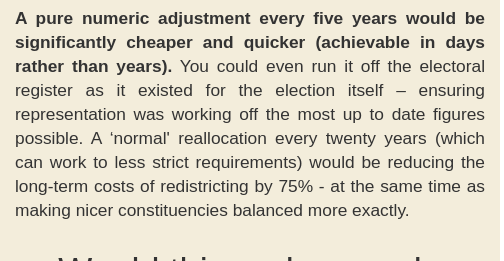 A pure numeric adjustment every five years would be
significantly cheaper and quicker (achievable in days
rather than years). You could even run it off the electoral
register as it existed for the election itself – ensuring
representation was working off the most up to date figures
possible. A ‘normal’ reallocation every twenty years (which
can work to less strict requirements) would be reducing the
long-term costs of redistricting by 75% - at the same time as
making nicer constituencies balanced more exactly.